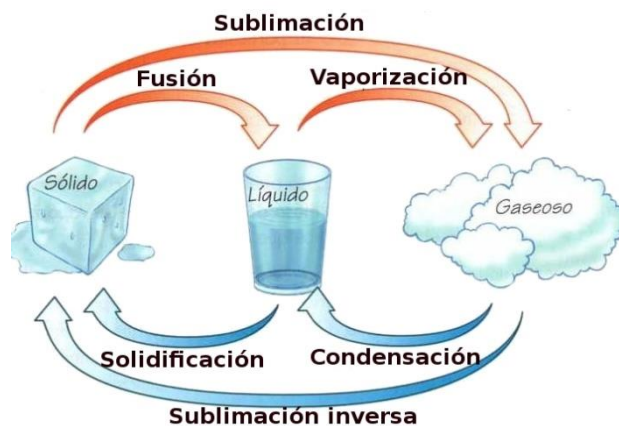 Sublimación
Fusión
Vaporización
Sólido
Líquido
Gaseoso
Solidificación
Condensación
Sublimación inversa